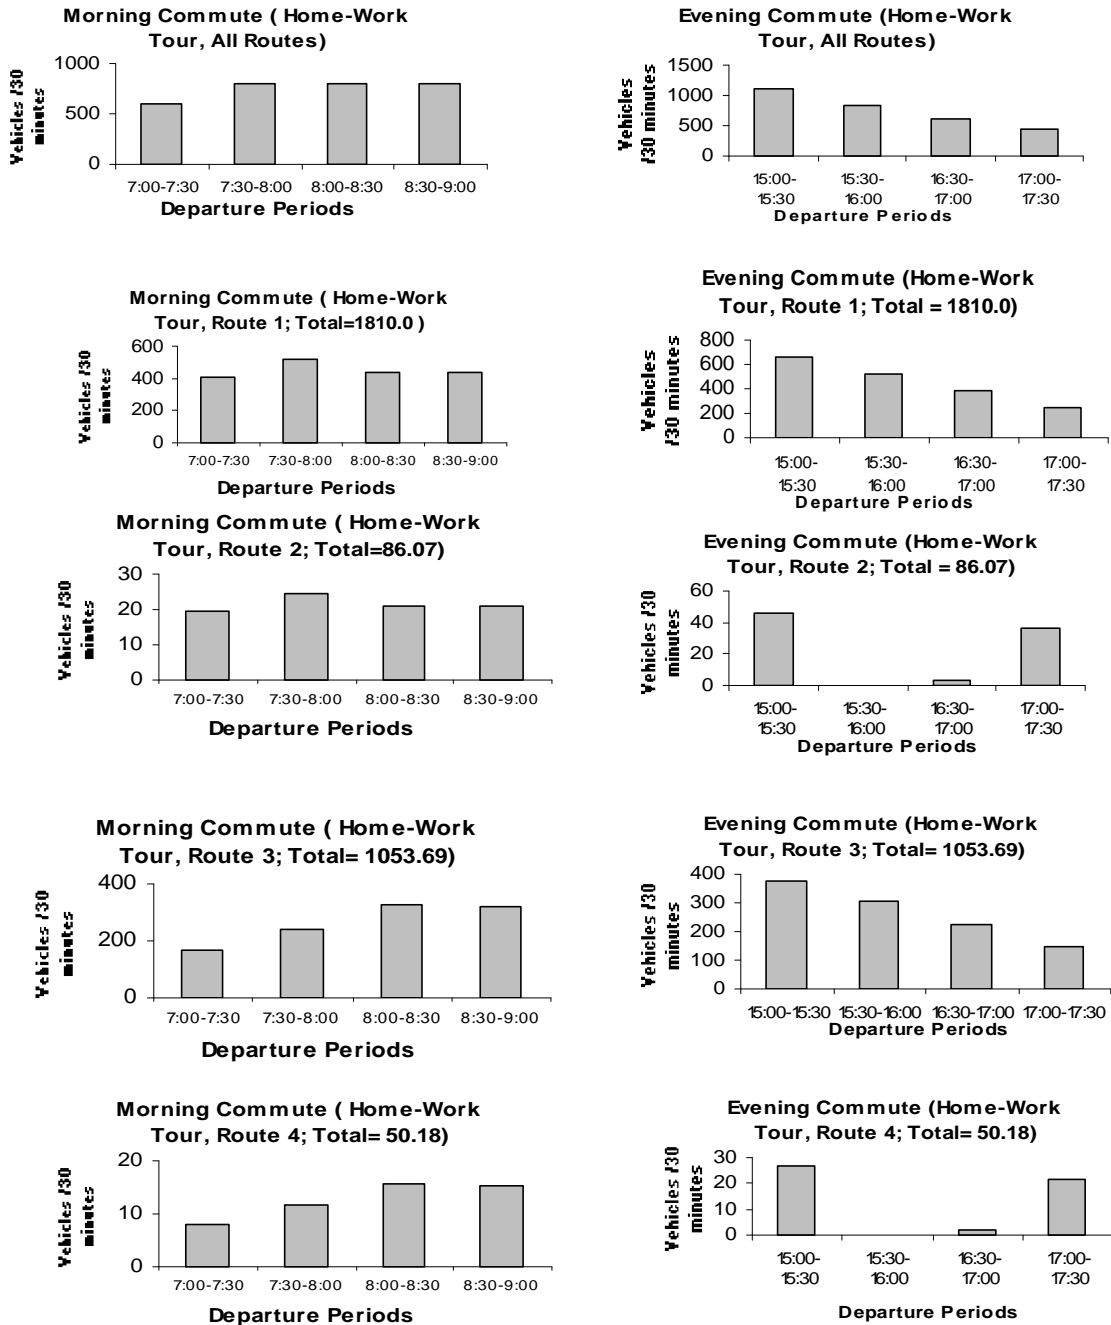 Morning Commute ( Home-Work
Tour, All Routes)
Vehicles /30
minutes
1000
500
0
7:00-7:30 7:30-8:00 8:00-8:30 8:30-9:00
Departure Periods
Evening Commute (Home-Work
Tour, All Routes)
Vehicles
/30 minutes
1500
1000
500
0
15:00- 15:30- 16:30- 17:00-
15:30 16:00 17:00 17:30
Departure Periods
Morning Commute ( Home-Work
Tour, Route 1; Total=1810.0 )
Vehicles /30
minutes
600
400
200
0
7:00-7:30 7:30-8:00 8:00-8:30 8:30-9:00
Departure Periods
Evening Commute (Home-Work
Tour, Route 1; Total = 1810.0)
Vehicles
/30 minutes
800
600
400
200
0
15:00- 15:30- 16:30- 17:00-
15:30 16:00 17:00 17:30
Departure Periods
Morning Commute ( Home-Work
Tour, Route 2; Total=86.07)
Vehicles /30
minutes
30
20
10
0
7:00-7:30 7:30-8:00 8:00-8:30 8:30-9:00
Departure Periods
Evening Commute (Home-Work
Tour, Route 2; Total = 86.07)
Vehicles /30
minutes
60
40
20
0
15:00- 15:30- 16:30- 17:00-
15:30 16:00 17:00 17:30
Departure Periods
Morning Commute ( Home-Work
Tour, Route 3; Total= 1053.69)
Vehicles /30
minutes
400
200
0
7:00-7:30 7:30-8:00 8:00-8:30 8:30-9:00
Departure Periods
Evening Commute (Home-Work
Tour, Route 3; Total= 1053.69)
Vehicles /30
minutes
400
300
200
100
0
15:00-15:30 15:30-16:00 16:30-17:00 17:00-17:30
Departure Periods
Morning Commute ( Home-Work
Tour, Route 4; Total= 50.18)
Vehicles /30
minutes
20
10
0
7:00-7:30 7:30-8:00 8:00-8:30 8:30-9:00
Departure Periods
Evening Commute (Home-Work
Tour, Route 4; Total= 50.18)
Vehicles /30
minutes
30
20
10
0
15:00- 15:30- 16:30- 17:00-
15:30 16:00 17:00 17:30
Departure Periods